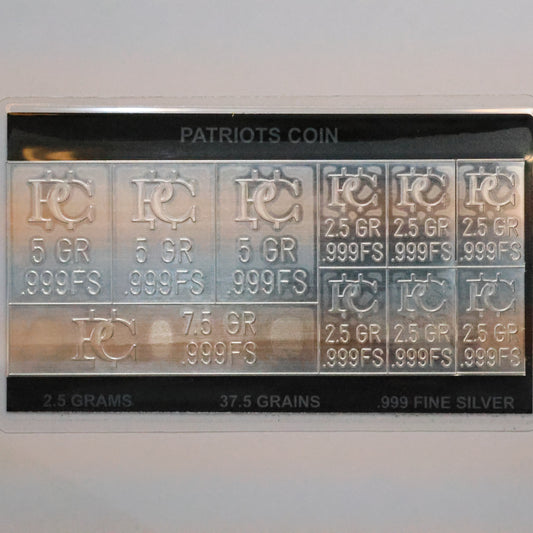 PATRIOTS COIN
PC PC PC
5 GR 5 GR 5 GR
.999FS .999FS .999FS
PC PC PC
2.5 GR 2.5 GR 2.5 GR
.999FS .999FS .999FS
PC 7.5 GR
.999FS
PC PC PC
2.5 GR 2.5 GR 2.5 GR
.999FS .999FS .999FS
2.5 GRAMS 37.5 GRAINS .999 FINE SILVER